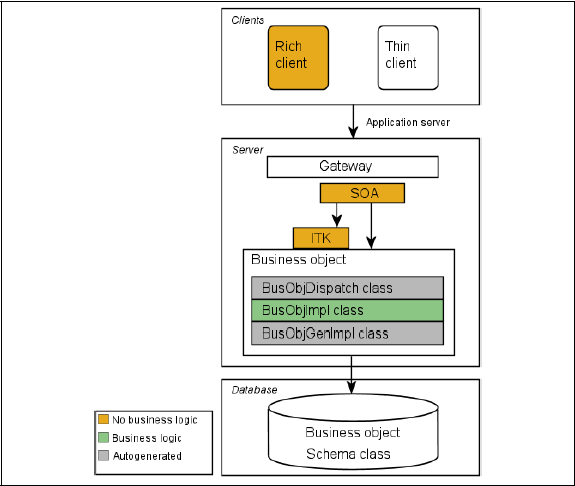 Clients
Rich
client
Thin
client
Application server
Server
Gateway
SOA
ITK
Business object
BusObjDispatch class
BusObjImpl class
BusObjGenImpl class
Database
Business object
Schema class
No business logic
Business logic
Autogenerated